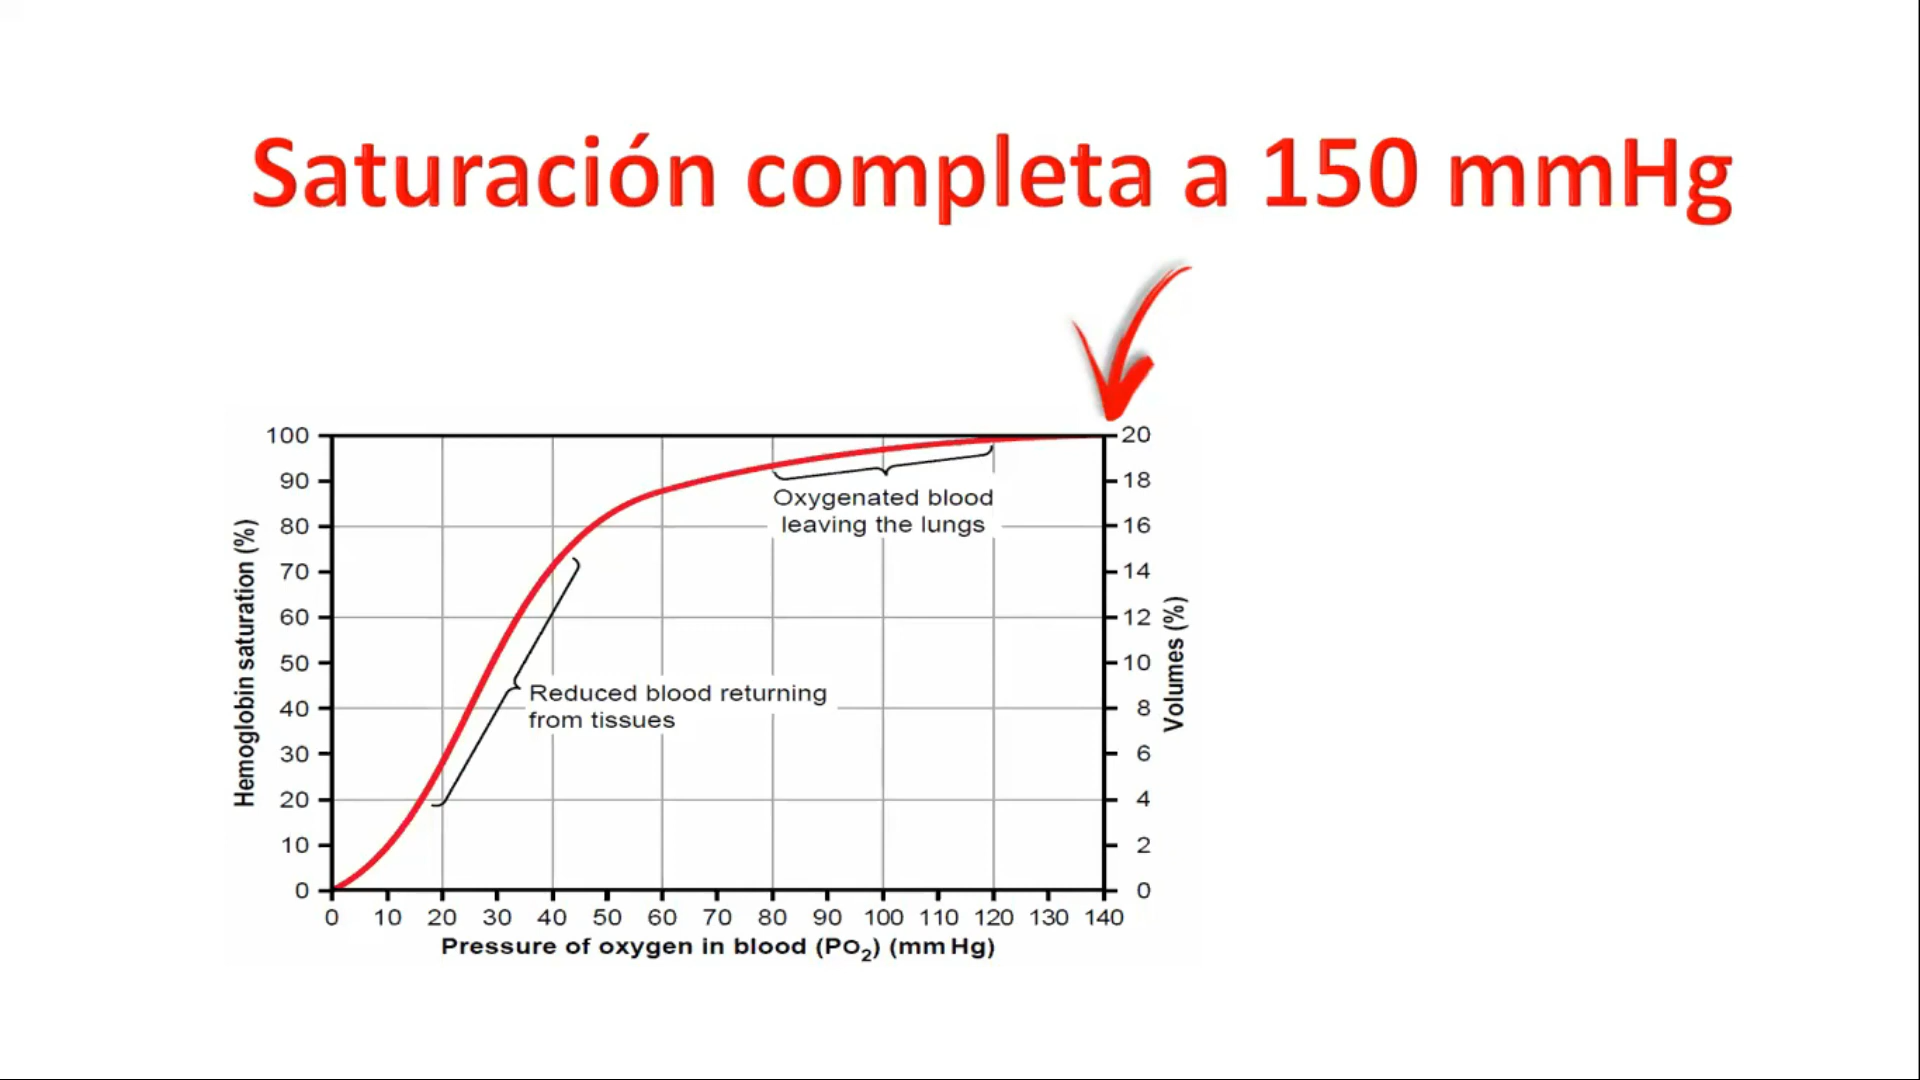 Saturación completa a 150 mmHg
100
90
80
70
60
50
40
30
20
10
0
Hemoglobin saturation (%)
Oxygenated blood
leaving the lungs
Reduced blood returning
from tissues
20
18
16
14
12
10
8
6
4
2
0
Volumes (%)
0 10 20 30 40 50 60 70 80 90 100 110 120 130 140
Pressure of oxygen in blood (PO₂) (mm Hg)